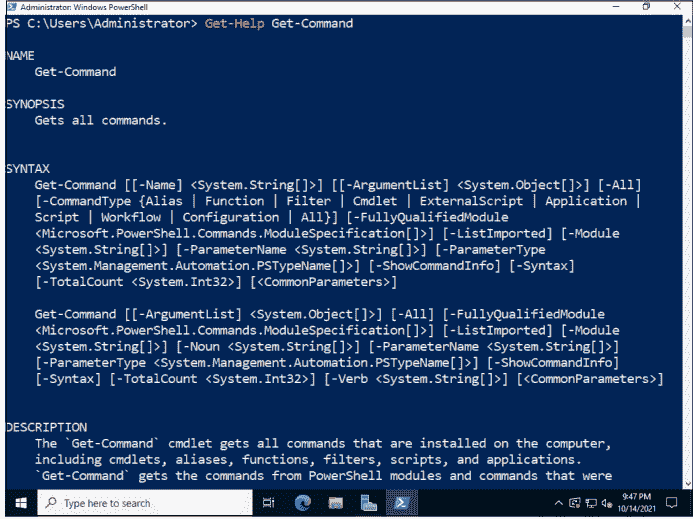 Administrator: Windows PowerShell
PS C:\Users\Administrator> Get-Help Get-Command
NAME
Get-Command
SYNOPSIS
Gets all commands.
SYNTAX
Get-Command [[-Name] <System.String[]>] [[-ArgumentList] <System.Object[]>] [-All]
[-CommandType {Alias | Function | Filter | Cmdlet | ExternalScript | Application |
Script | Workflow | Configuration | All}] [-FullyQualifiedModule
<Microsoft.PowerShell.Commands.ModuleSpecification[]>] [-ListImported] [-Module
<System.String[]>] [-ParameterName <System.String[]>] [-ParameterType
<System.Management.Automation.PSTypeName[]>] [-ShowCommandInfo] [-Syntax]
[-TotalCount <System.Int32>] [<CommonParameters>]
Get-Command [[-ArgumentList] <System.Object[]>] [-All] [-FullyQualifiedModule
<Microsoft.PowerShell.Commands.ModuleSpecification[]>] [-ListImported] [-Module
<System.String[]>] [-Noun <System.String[]>] [-ParameterName <System.String[]>]
[-ParameterType <System.Management.Automation.PSTypeName[]>] [-ShowCommandInfo]
[-Syntax] [-TotalCount <System.Int32>] [-Verb <System.String[]>] [<CommonParameters>]
DESCRIPTION
The `Get-Command` cmdlet gets all commands that are installed on the computer,
including cmdlets, aliases, functions, filters, scripts, and applications.
`Get-Command` gets the commands from PowerShell modules and commands that were
Type here to search
9:47 PM
10/14/2021